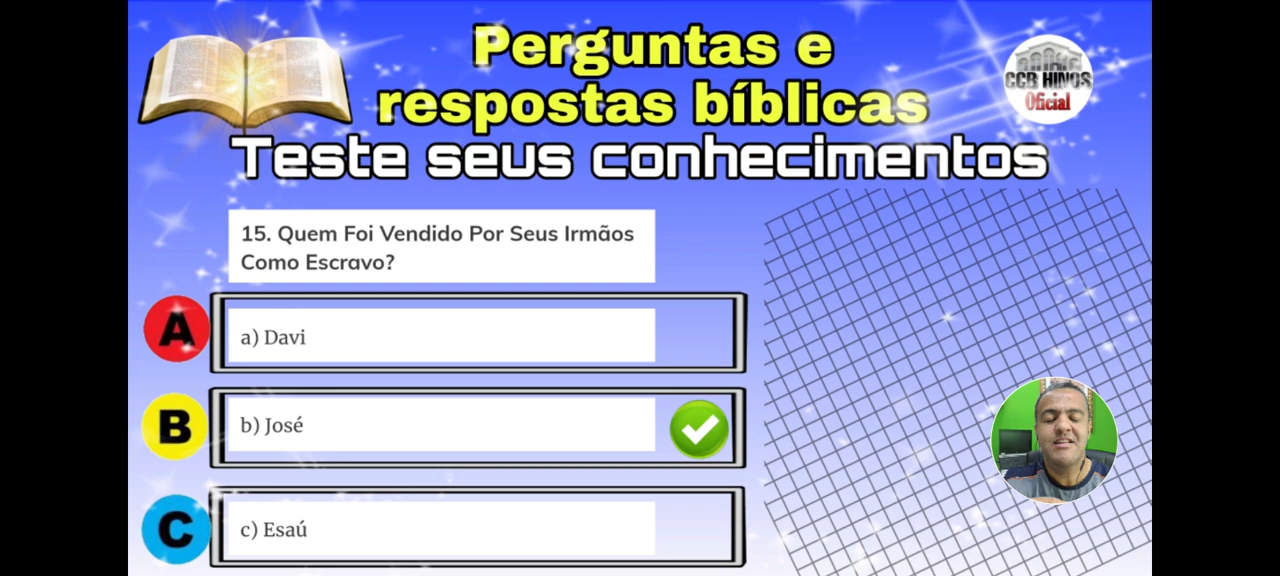 Perguntas e
respostas bíblicas
CCB HINOS
Oficial
Teste seus conhecimentos
15. Quem Foi Vendido Por Seus Irmãos
Como Escravo?
A
a) Davi
B
b) José
C
c) Esaú